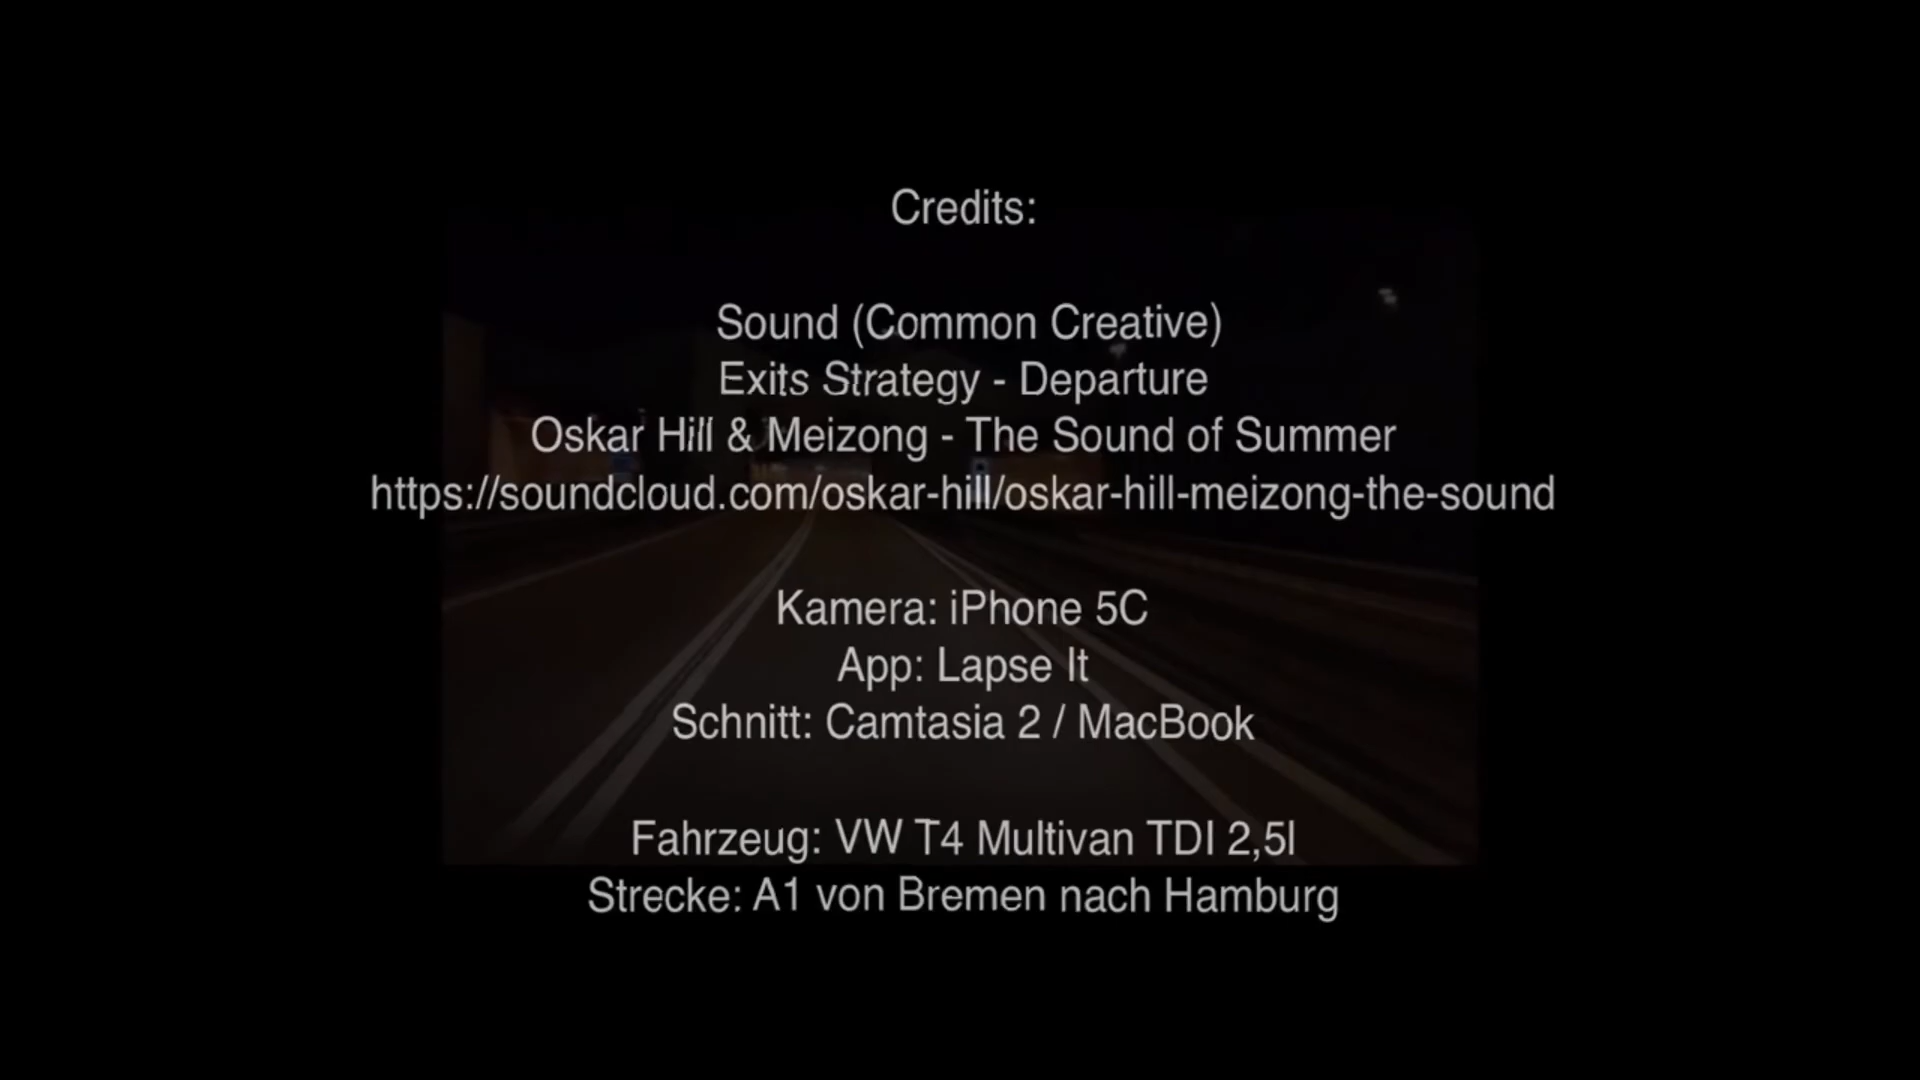 Credits:
Sound (Common Creative)
Exits Strategy - Departure
Oskar Hill & Meizong - The Sound of Summer
https://soundcloud.com/oskar-hill/oskar-hill-meizong-the-sound
Kamera: iPhone 5C
App: Lapse It
Schnitt: Camtasia 2 / MacBook
Fahrzeug: VW T4 Multivan TDI 2,5l
Strecke: A1 von Bremen nach Hamburg